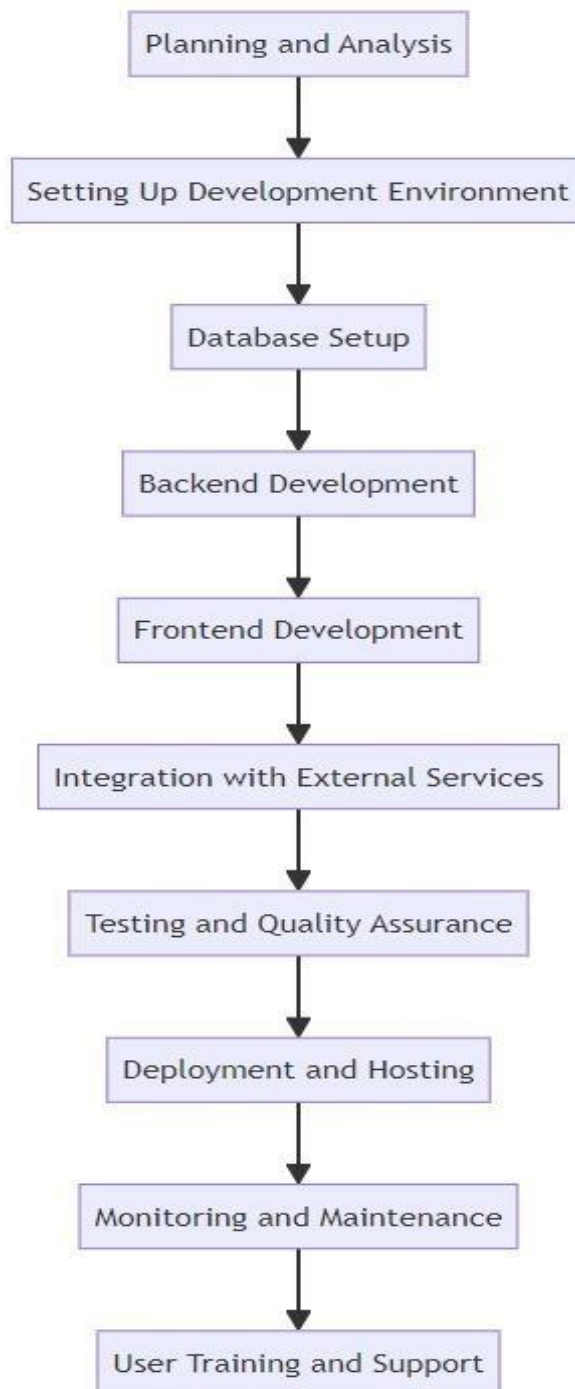 Planning and Analysis
Setting Up Development Environment
Database Setup
Backend Development
Frontend Development
Integration with External Services
Testing and Quality Assurance
Deployment and Hosting
Monitoring and Maintenance
User Training and Support